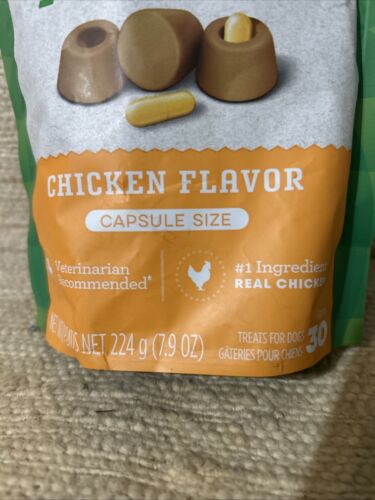 CHICKEN FLAVOR
CAPSULE SIZE
Veterinarian
Recommended*
#1 Ingredient
REAL CHICKEN
NET 224 g (7.9 OZ)
TREATS FOR DOGS
GÂTERIES POUR CHIENS
30